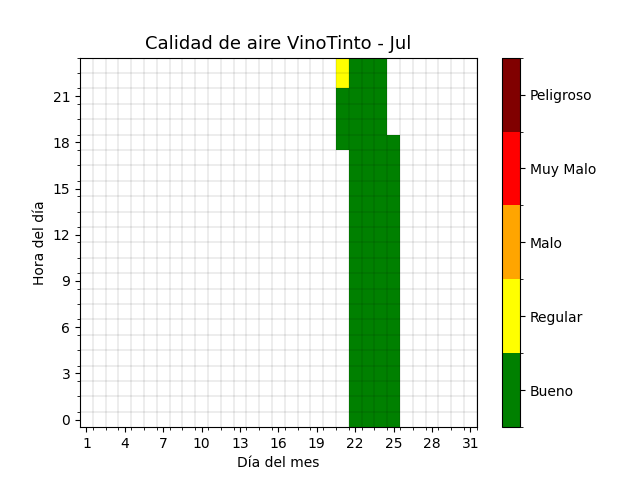 Calidad de aire VinoTinto - Jul
Hora del día
21
18
15
12
9
6
3
0
1 4 7 10 13 16 19 22 25 28 31
Día del mes
Peligroso
Muy Malo
Malo
Regular
Bueno